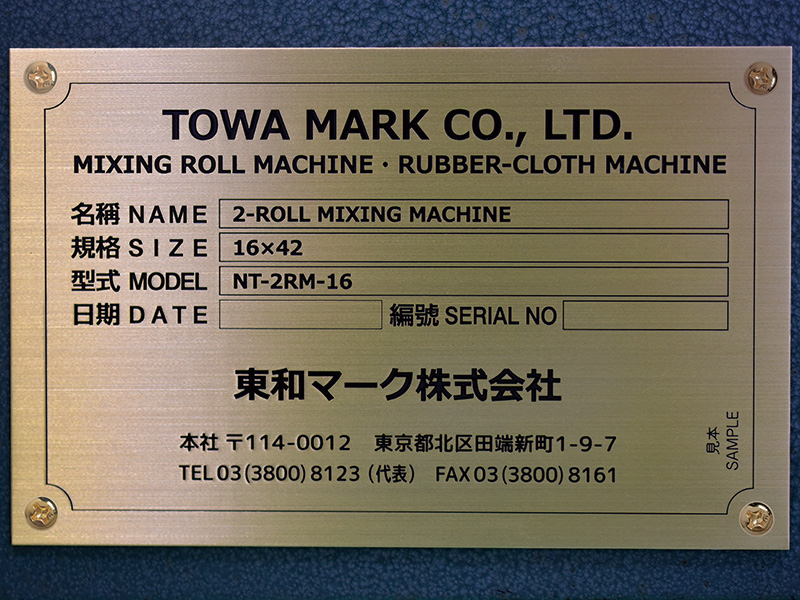 TOWA MARK CO., LTD.
MIXING ROLL MACHINE・RUBBER-CLOTH MACHINE
名稱 NAME 2-ROLL MIXING MACHINE
規格 SIZE 16×42
型式 MODEL NT-2RM-16
日期 DATE 編號 SERIAL NO
東和マーク株式会社
本社 〒114-0012 東京都北区田端新町1-9-7
TEL 03(3800)8123(代表) FAX 03(3800)8161
見本
SAMPLE